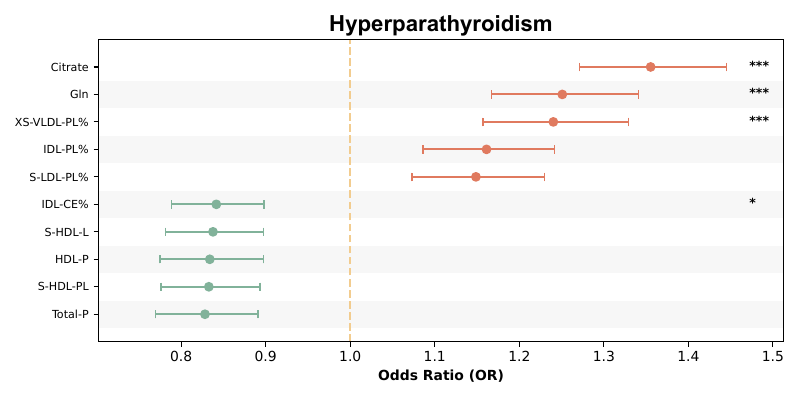 Hyperparathyroidism
Citrate ***
Gln ***
XS-VLDL-PL% ***
IDL-PL%
S-LDL-PL%
IDL-CE% *
S-HDL-L
HDL-P
S-HDL-PL
Total-P
0.8 0.9 1.0 1.1 1.2 1.3 1.4 1.5
Odds Ratio (OR)